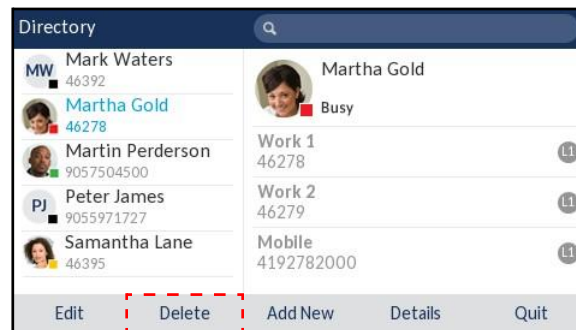 Directory
MW
Mark Waters
46392
Martha Gold
46278
Martin Perderson
9057504500
PJ
Peter James
9055971727
Samantha Lane
46395
Martha Gold
Busy
Work 1
46278
L1
Work 2
46279
L1
Mobile
4192782000
L1
Edit Delete Add New Details Quit